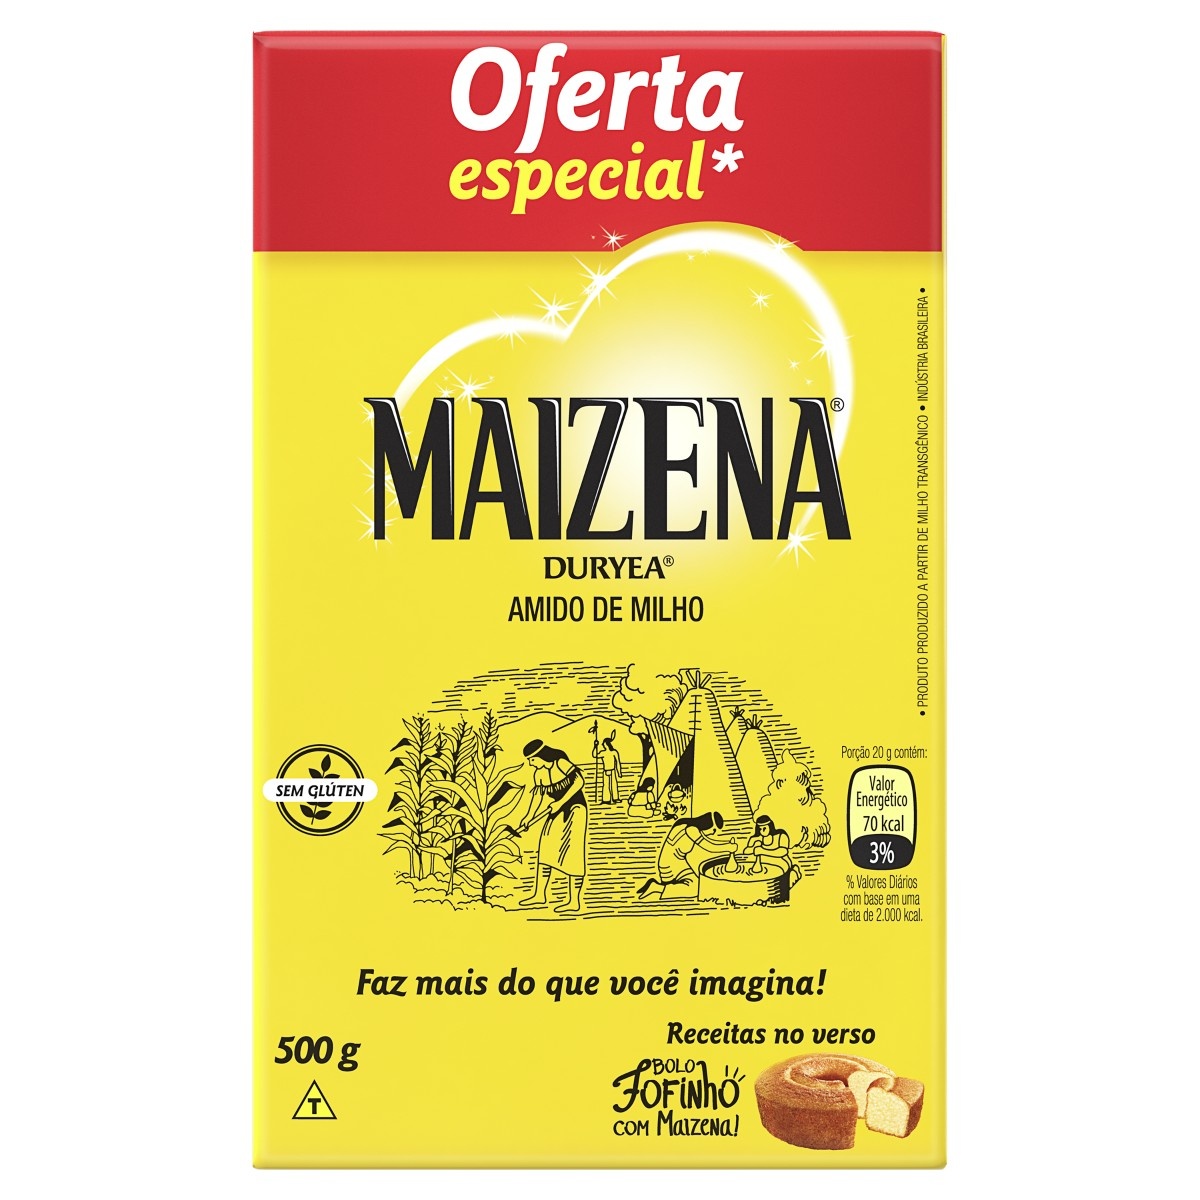 Oferta
especial*
MAIZENA®
DURYEA®
AMIDO DE MILHO
• PRODUTO PRODUZIDO A PARTIR DE MILHO TRANSGÊNICO • INDÚSTRIA BRASILEIRA •
SEM GLÚTEN
Porção 20 g contém:
Valor
Energético
70 kcal
3%
% Valores Diários
com base em uma
dieta de 2.000 kcal.
Faz mais do que você imagina!
500 g
T
Receitas no verso
BOLO
FOFINHO
COM MAIZENA!